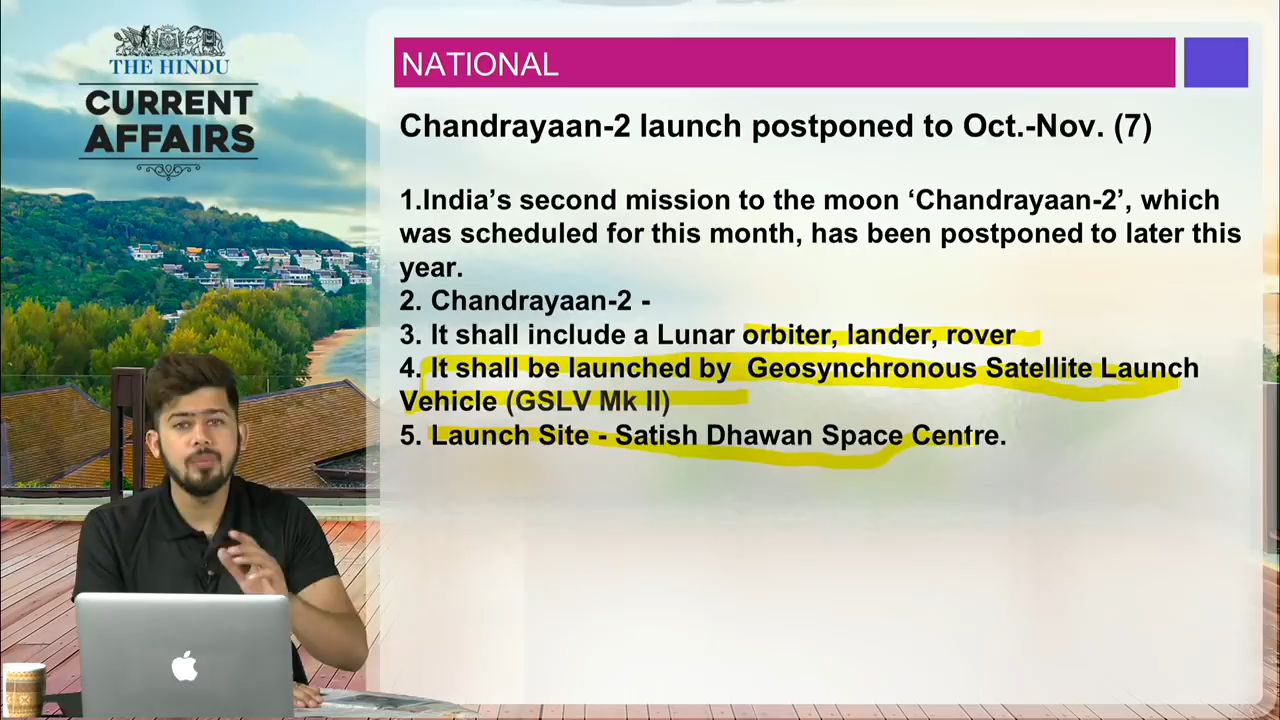 THE HINDU
CURRENT
AFFAIRS
NATIONAL
Chandrayaan-2 launch postponed to Oct.-Nov. (7)
1.India’s second mission to the moon ‘Chandrayaan-2’, which
was scheduled for this month, has been postponed to later this
year.
2. Chandrayaan-2 -
3. It shall include a Lunar orbiter, lander, rover
4. It shall be launched by Geosynchronous Satellite Launch
Vehicle (GSLV Mk II)
5. Launch Site - Satish Dhawan Space Centre.